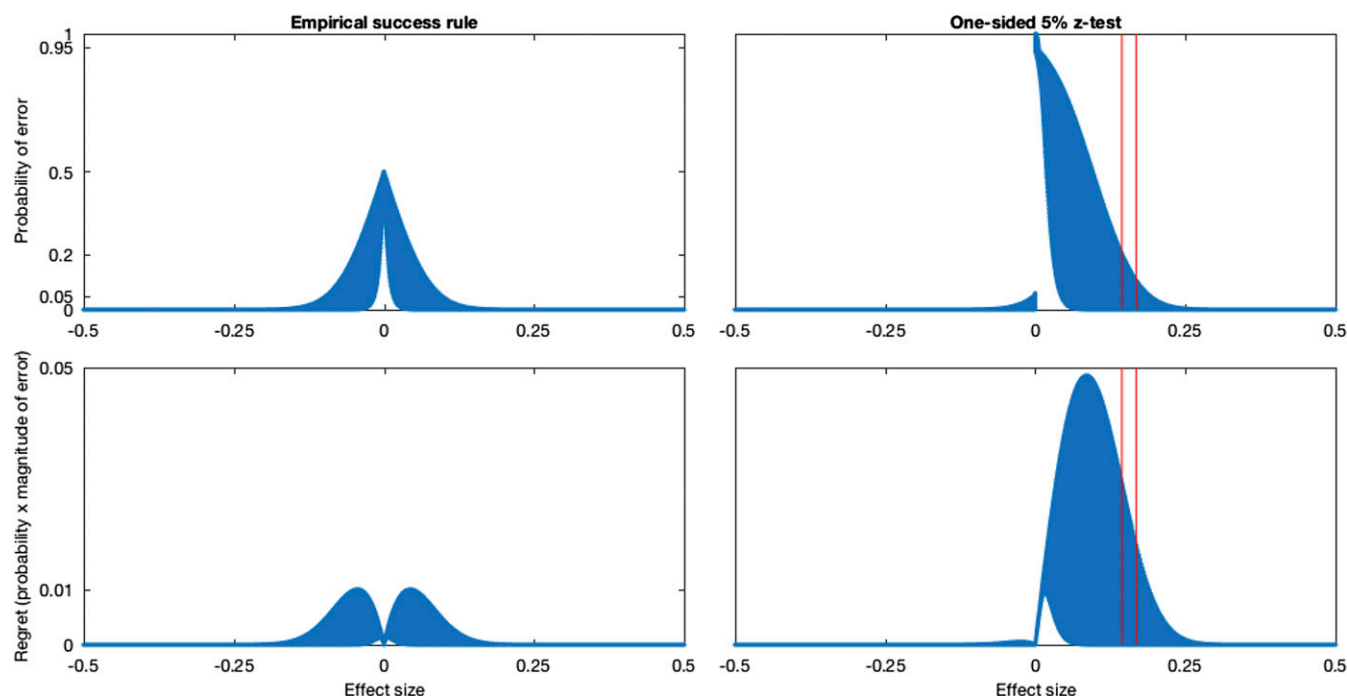 Empirical success rule
One-sided 5% z-test
Probability of error
1
0.95
0.5
0.2
0.05
0
-0.5 -0.25 0 0.25 0.5
-0.5 -0.25 0 0.25 0.5
Regret (probability x magnitude of error)
0.05
0.01
0
-0.5 -0.25 0 0.25 0.5
Effect size
-0.5 -0.25 0 0.25 0.5
Effect size